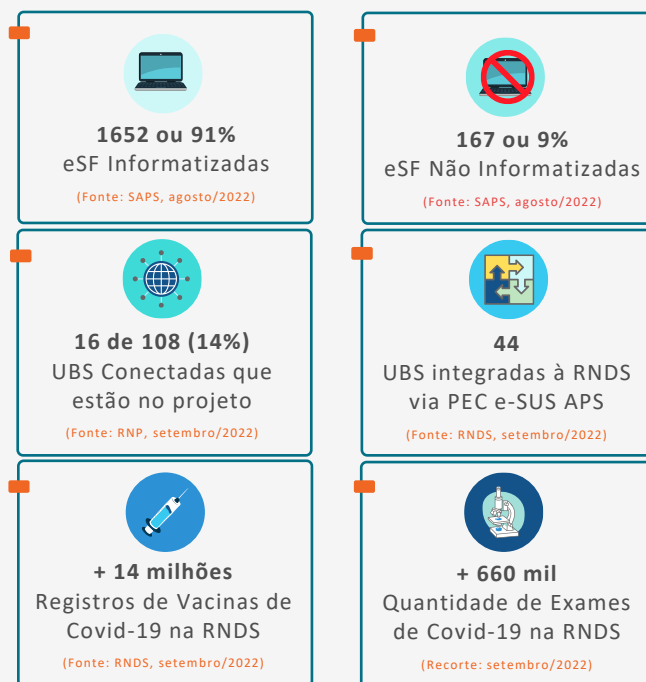 1652 ou 91%
eSF Informatizadas
(Fonte: SAPS, agosto/2022)
167 ou 9%
eSF Não Informatizadas
(Fonte: SAPS, agosto/2022)
16 de 108 (14%)
UBS Conectadas que
estão no projeto
(Fonte: RNP, setembro/2022)
44
UBS integradas à RNDS
via PEC e-SUS APS
(Fonte: RNDS, setembro/2022)
+ 14 milhões
Registros de Vacinas de
Covid-19 na RNDS
(Fonte: RNDS, setembro/2022)
+ 660 mil
Quantidade de Exames
de Covid-19 na RNDS
(Recorte: setembro/2022)